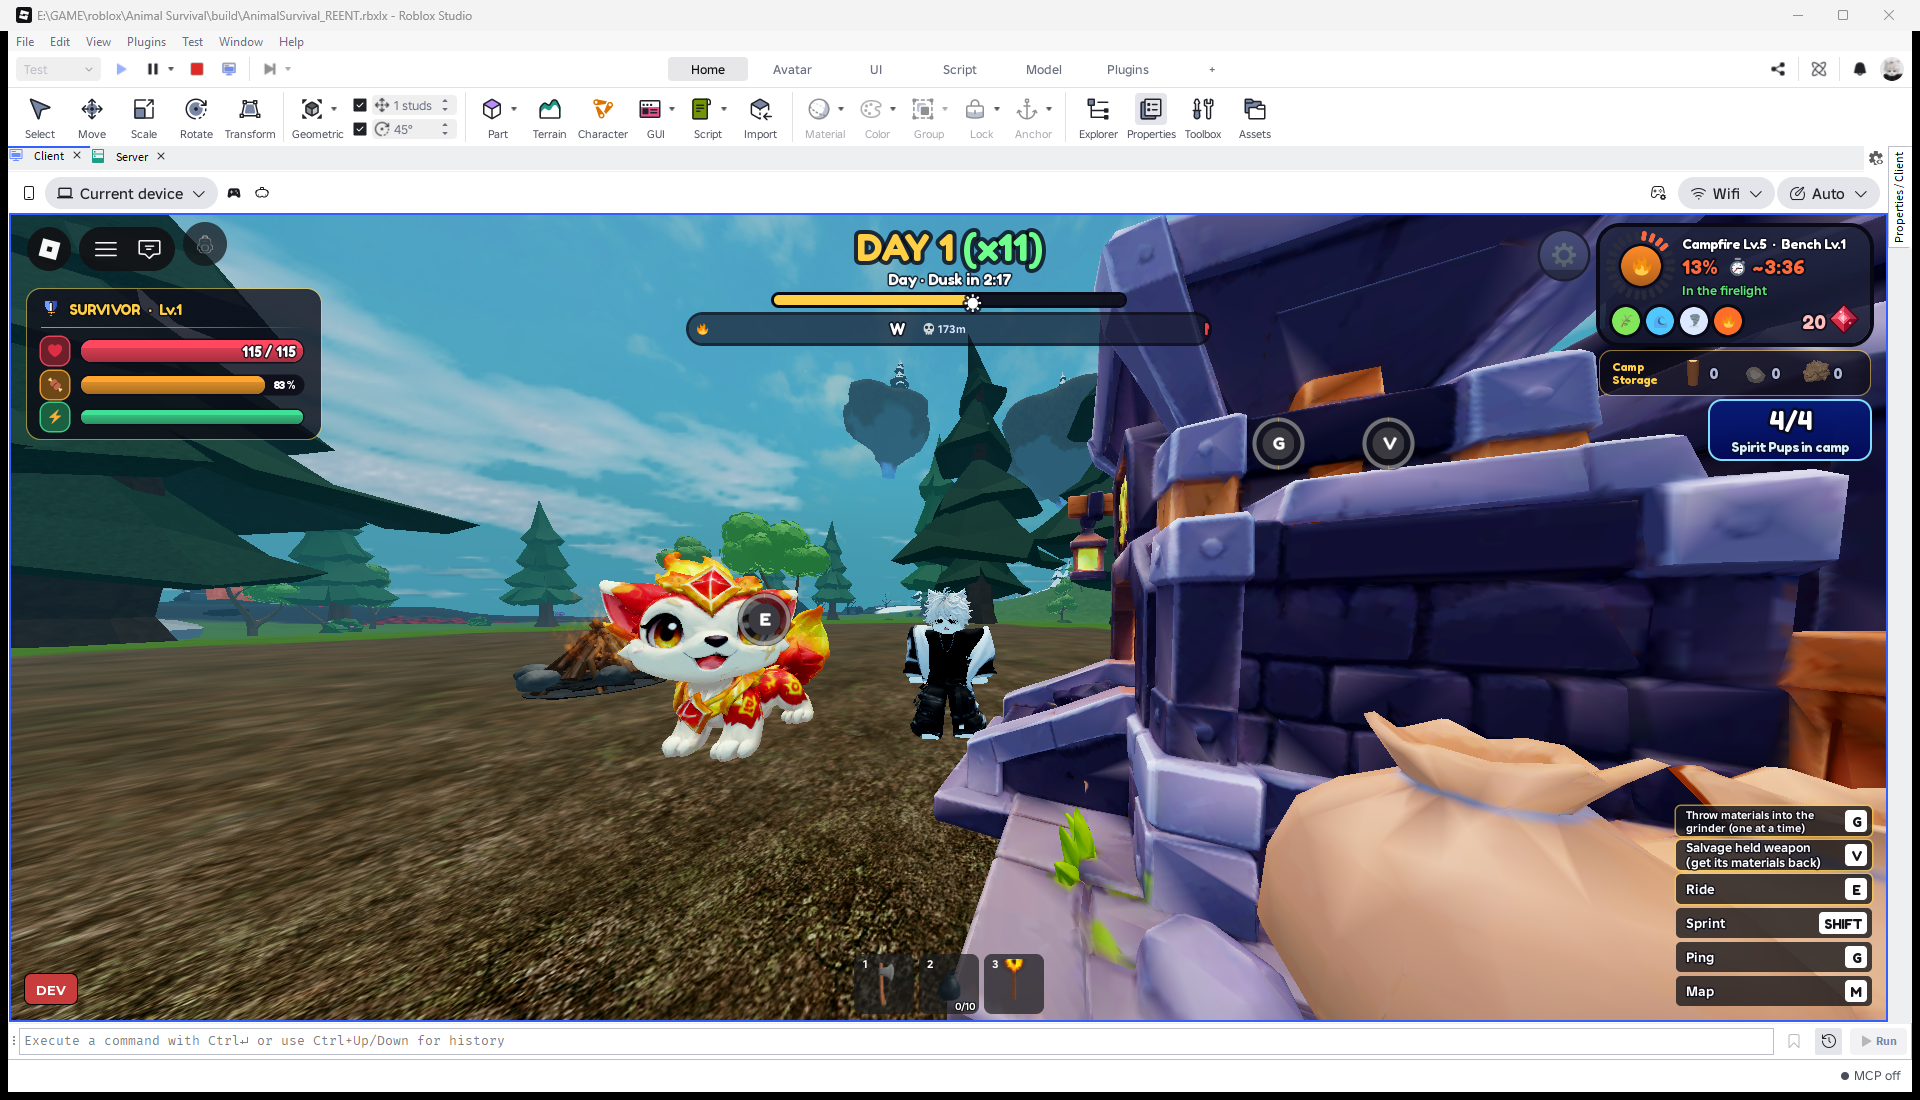 E:\GAME\roblox\Animal Survival\build\AnimalSurvival_REENT.rbxlx - Roblox Studio
File Edit View Plugins Test Window Help
Test
Home Avatar UI Script Model Plugins +
1 studs
45°
Select Move Scale Rotate Transform Geometric Part Terrain Character GUI Script Import Material Color Group Lock Anchor Explorer Properties Toolbox Assets
Client Server
Properties / Client
Current device
Wifi Auto
DAY 1 (x11)
Day · Dusk in 2:17
W 173m
SURVIVOR · Lv.1
115 / 115
83%
Campfire Lv.5 · Bench Lv.1
13% ~3:36
In the firelight
20
Camp Storage 0 0 0
4/4
Spirit Pups in camp
G V
E
Throw materials into the grinder (one at a time) G
Salvage held weapon (get its materials back) V
Ride E
Sprint SHIFT
Ping G
Map M
DEV
1 2 3
0/10
Execute a command with Ctrl↵ or use Ctrl+Up/Down for history
Run
MCP off